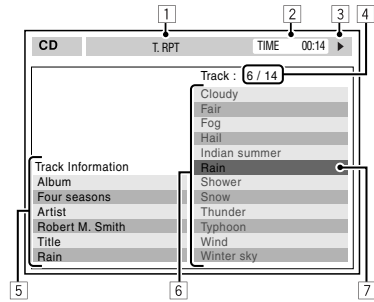 1 2 3 4
CD T. RPT TIME 00:14
Track : 6 / 14
Cloudy
Fair
Fog
Hail
Indian summer
Rain
Shower
Snow
Thunder
Typhoon
Wind
Winter sky
Track Information
Album
Four seasons
Artist
Robert M. Smith
Title
Rain
5 6 7